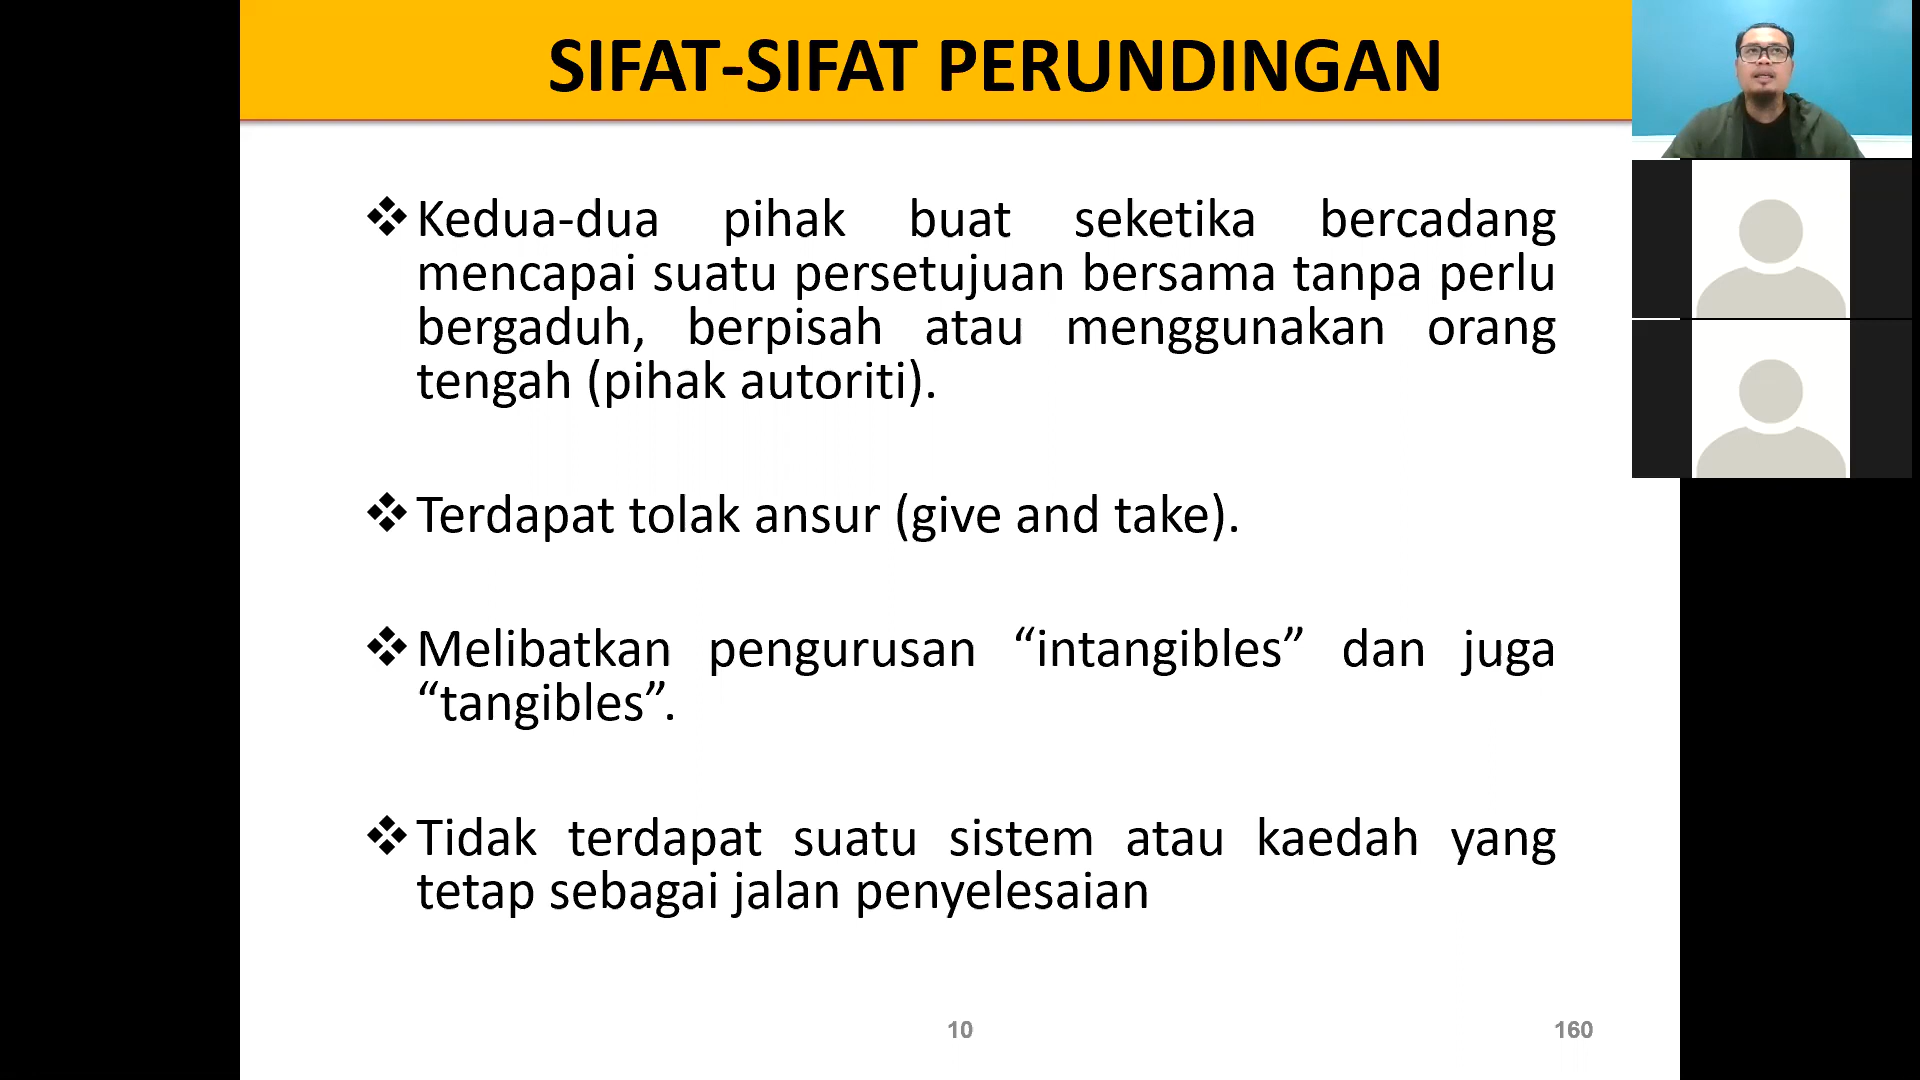 SIFAT-SIFAT PERUNDINGAN
❖Kedua-dua pihak buat seketika bercadang
mencapai suatu persetujuan bersama tanpa perlu
bergaduh, berpisah atau menggunakan orang
tengah (pihak autoriti).
❖Terdapat tolak ansur (give and take).
❖Melibatkan pengurusan “intangibles” dan juga
“tangibles”.
❖Tidak terdapat suatu sistem atau kaedah yang
tetap sebagai jalan penyelesaian
10
160